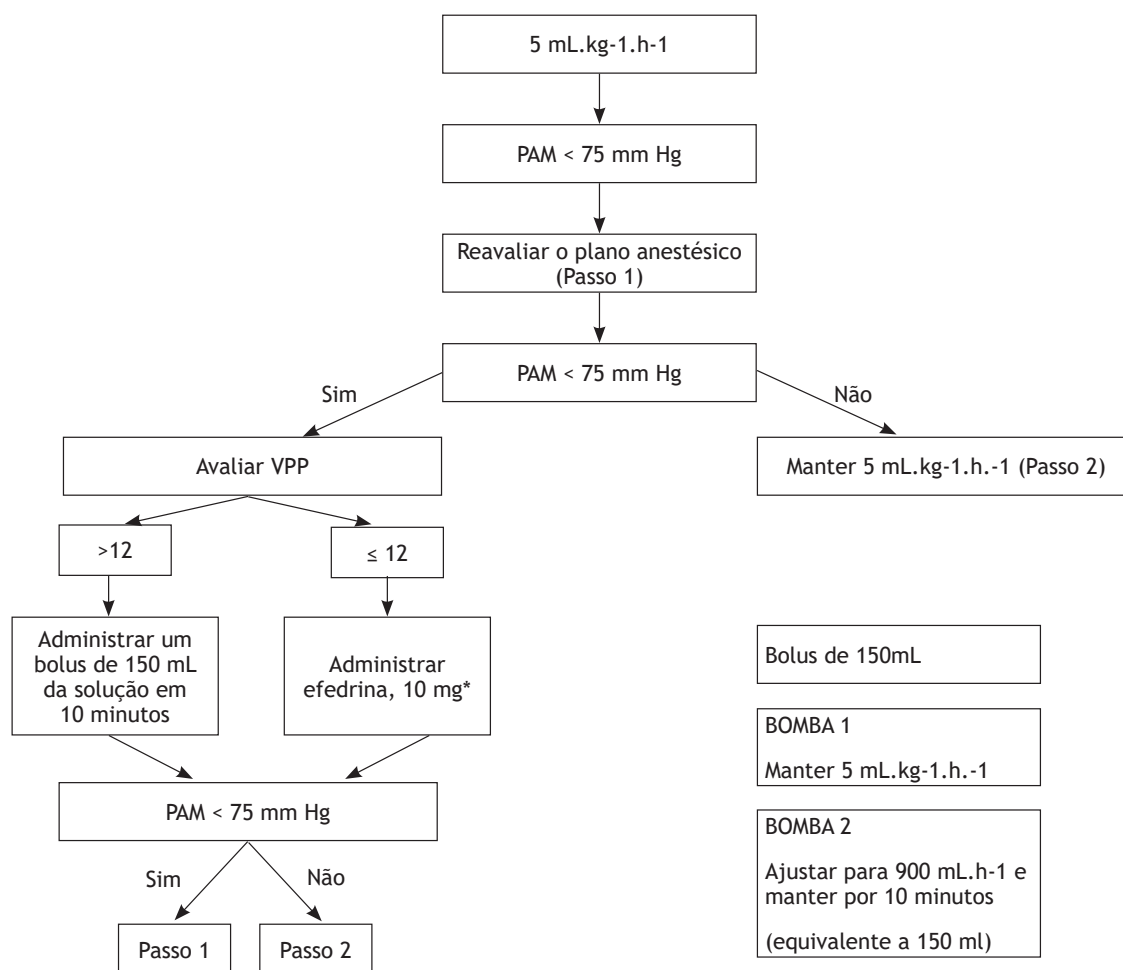 5 mL.kg-1.h-1
PAM < 75 mm Hg
Reavaliar o plano anestésico
(Passo 1)
PAM < 75 mm Hg
Sim
Não
Avaliar VPP
Manter 5 mL.kg-1.h.-1 (Passo 2)
>12
≤ 12
Administrar um
bolus de 150 mL
da solução em
10 minutos
Administrar
efedrina, 10 mg*
PAM < 75 mm Hg
Sim
Não
Passo 1
Passo 2
Bolus de 150mL
BOMBA 1
Manter 5 mL.kg-1.h.-1
BOMBA 2
Ajustar para 900 mL.h-1 e
manter por 10 minutos
(equivalente a 150 ml)